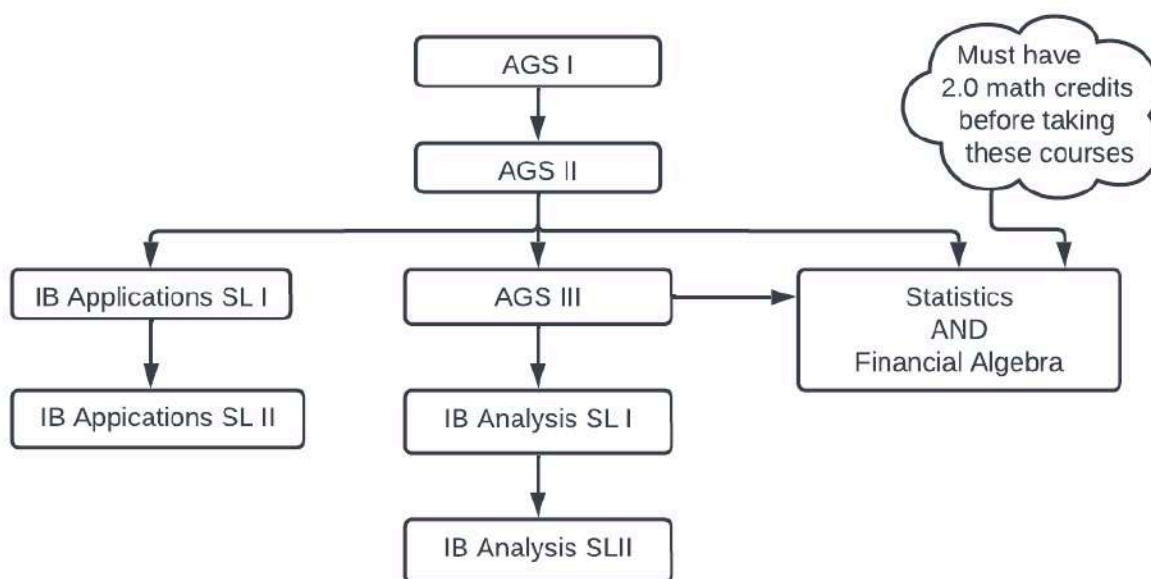 AGS I
Must have
2.0 math credits
before taking
these courses
AGS II
IB Applications SL I
AGS III
Statistics
AND
Financial Algebra
IB Appications SL II
IB Analysis SL I
IB Analysis SLII